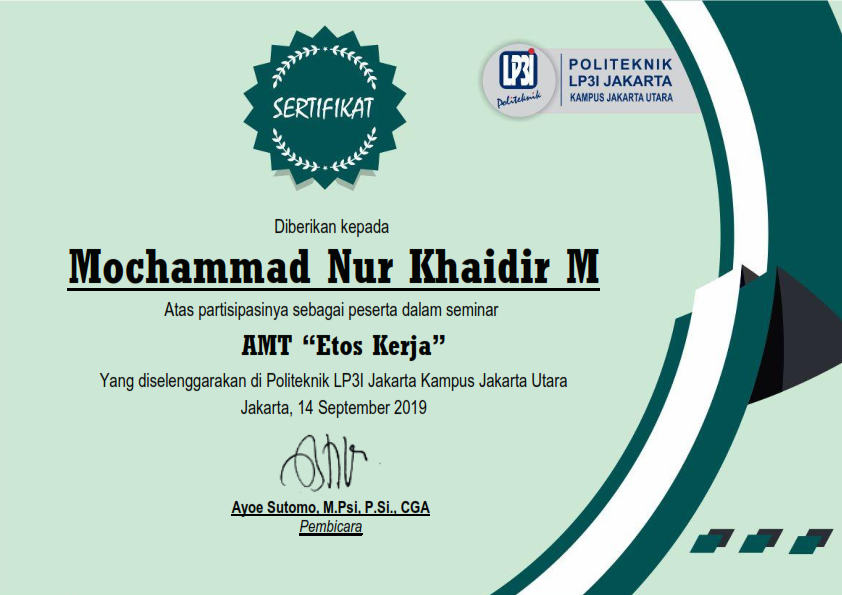 SERTIFIKAT
LP3I
Politeknik
POLITEKNIK
LP3I JAKARTA
KAMPUS JAKARTA UTARA
Diberikan kepada
Mochammad Nur Khaidir M
Atas partisipasinya sebagai peserta dalam seminar
AMT “Etos Kerja”
Yang diselenggarakan di Politeknik LP3I Jakarta Kampus Jakarta Utara
Jakarta, 14 September 2019
Ayoe Sutomo, M.Psi, P.Si., CGA
Pembicara